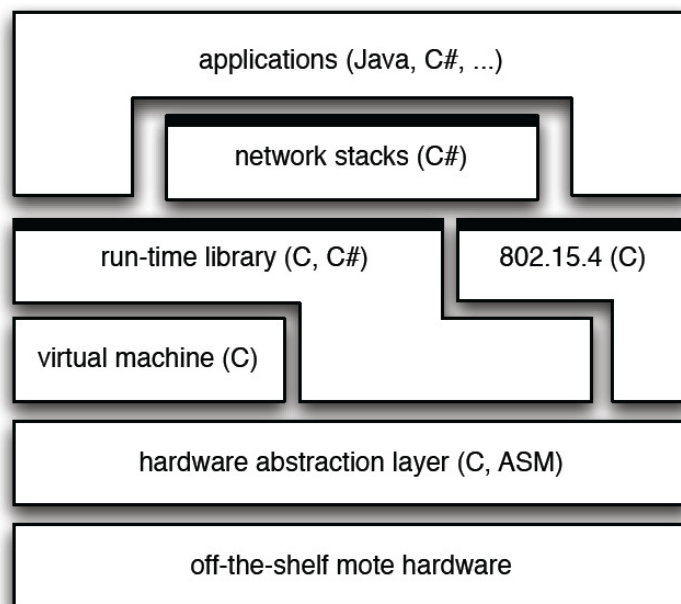 applications (Java, C#, ...)
network stacks (C#)
run-time library (C, C#)
802.15.4 (C)
virtual machine (C)
hardware abstraction layer (C, ASM)
off-the-shelf mote hardware